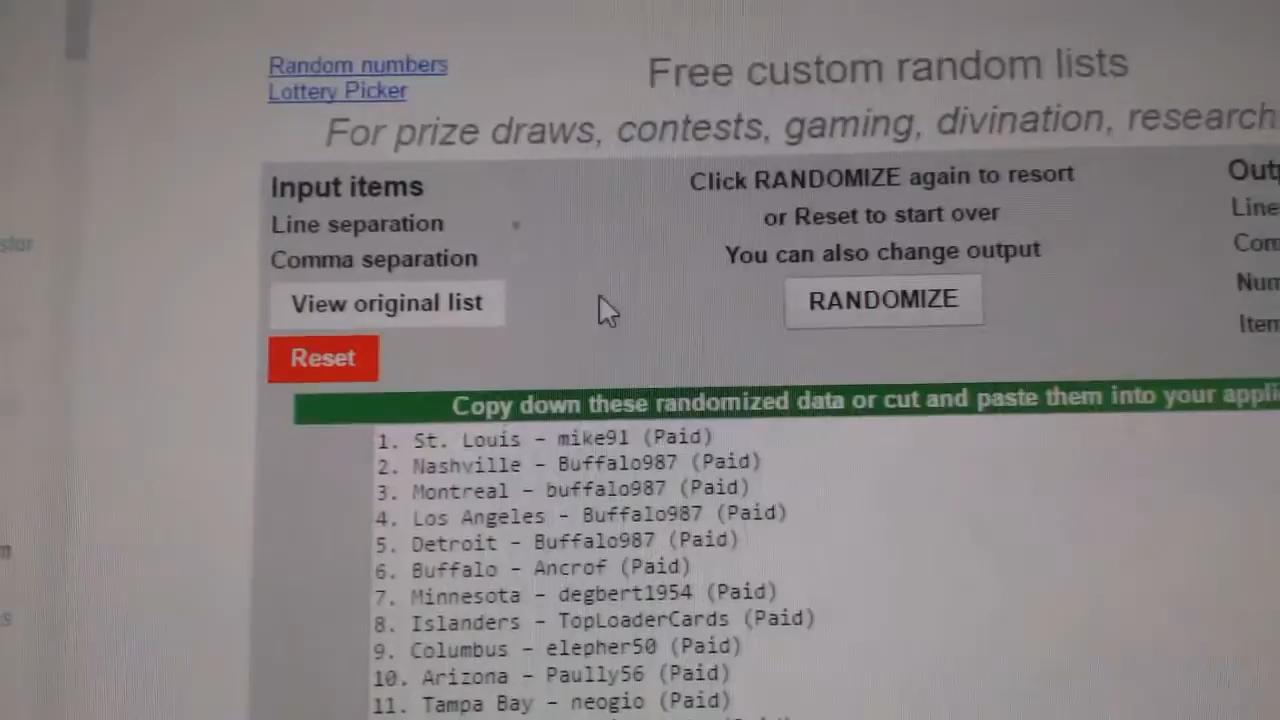 Random numbers
Lottery Picker
Free custom random lists
For prize draws, contests, gaming, divination, research
Input items
Line separation
Comma separation
View original list
Reset
Click RANDOMIZE again to resort
or Reset to start over
You can also change output
RANDOMIZE
Line
Copy down these randomized data or cut and paste them into your
1. St. Louis - mike91 (Paid)
2. Nashville - Buffalo987 (Paid)
3. Montreal - buffalo987 (Paid)
4. Los Angeles - Buffalo987 (Paid)
5. Detroit - Buffalo987 (Paid)
6. Buffalo - Ancrof (Paid)
7. Minnesota - degbert1954 (Paid)
8. Islanders - TopLoaderCards (Paid)
9. Columbus - elepher50 (Paid)
10. Arizona - Paully56 (Paid)
11. Tampa Bay - neogio (Paid)